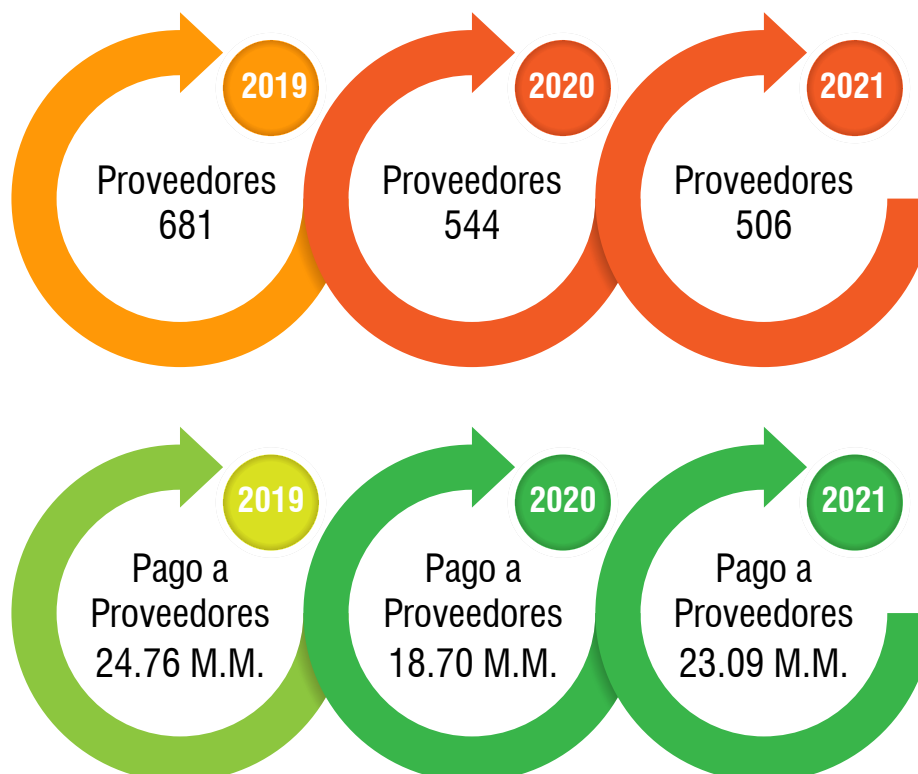 2019
Proveedores
681
2020
Proveedores
544
2021
Proveedores
506
2019
Pago a
Proveedores
24.76 M.M.
2020
Pago a
Proveedores
18.70 M.M.
2021
Pago a
Proveedores
23.09 M.M.